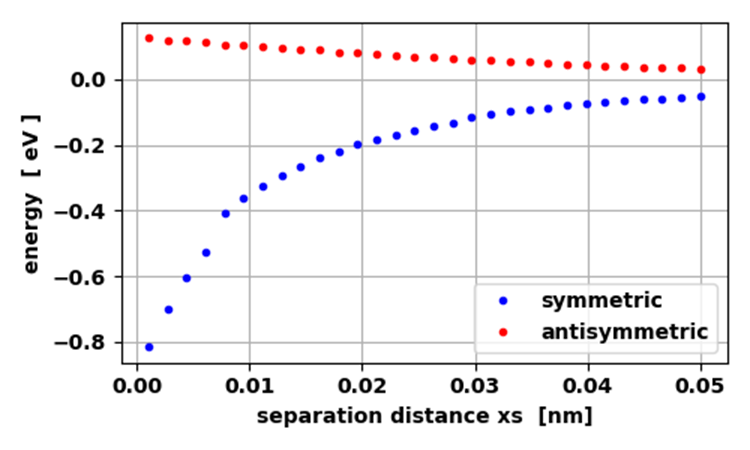 energy [ eV ]
0.0
−0.2
−0.4
−0.6
−0.8
symmetric
antisymmetric
0.00 0.01 0.02 0.03 0.04 0.05
separation distance xs [nm]